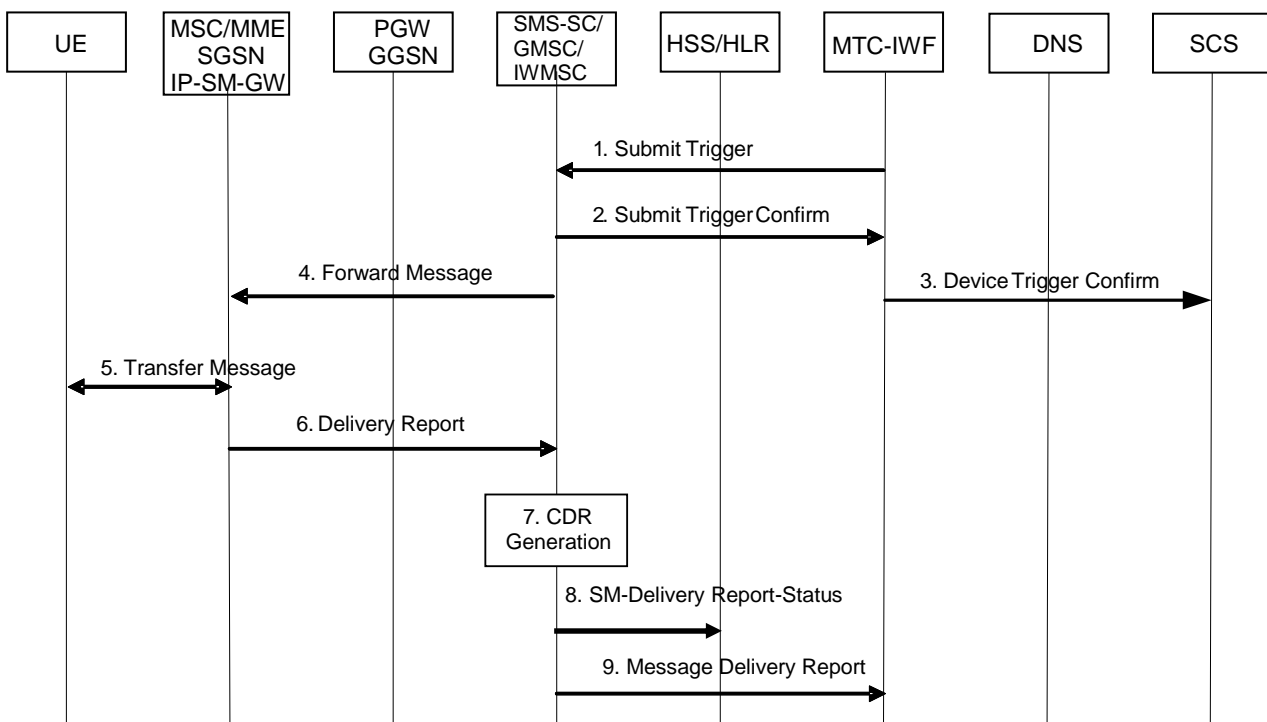 UE
MSC/MME
SGSN
IP-SM-GW
PGW
GGSN
SMS-SC/
GMSC/
IWMSC
HSS/HLR
MTC-IWF
DNS
SCS
1. Submit Trigger
2. Submit Trigger Confirm
4. Forward Message
3. Device Trigger Confirm
5. Transfer Message
6. Delivery Report
7. CDR
Generation
8. SM-Delivery Report-Status
9. Message Delivery Report